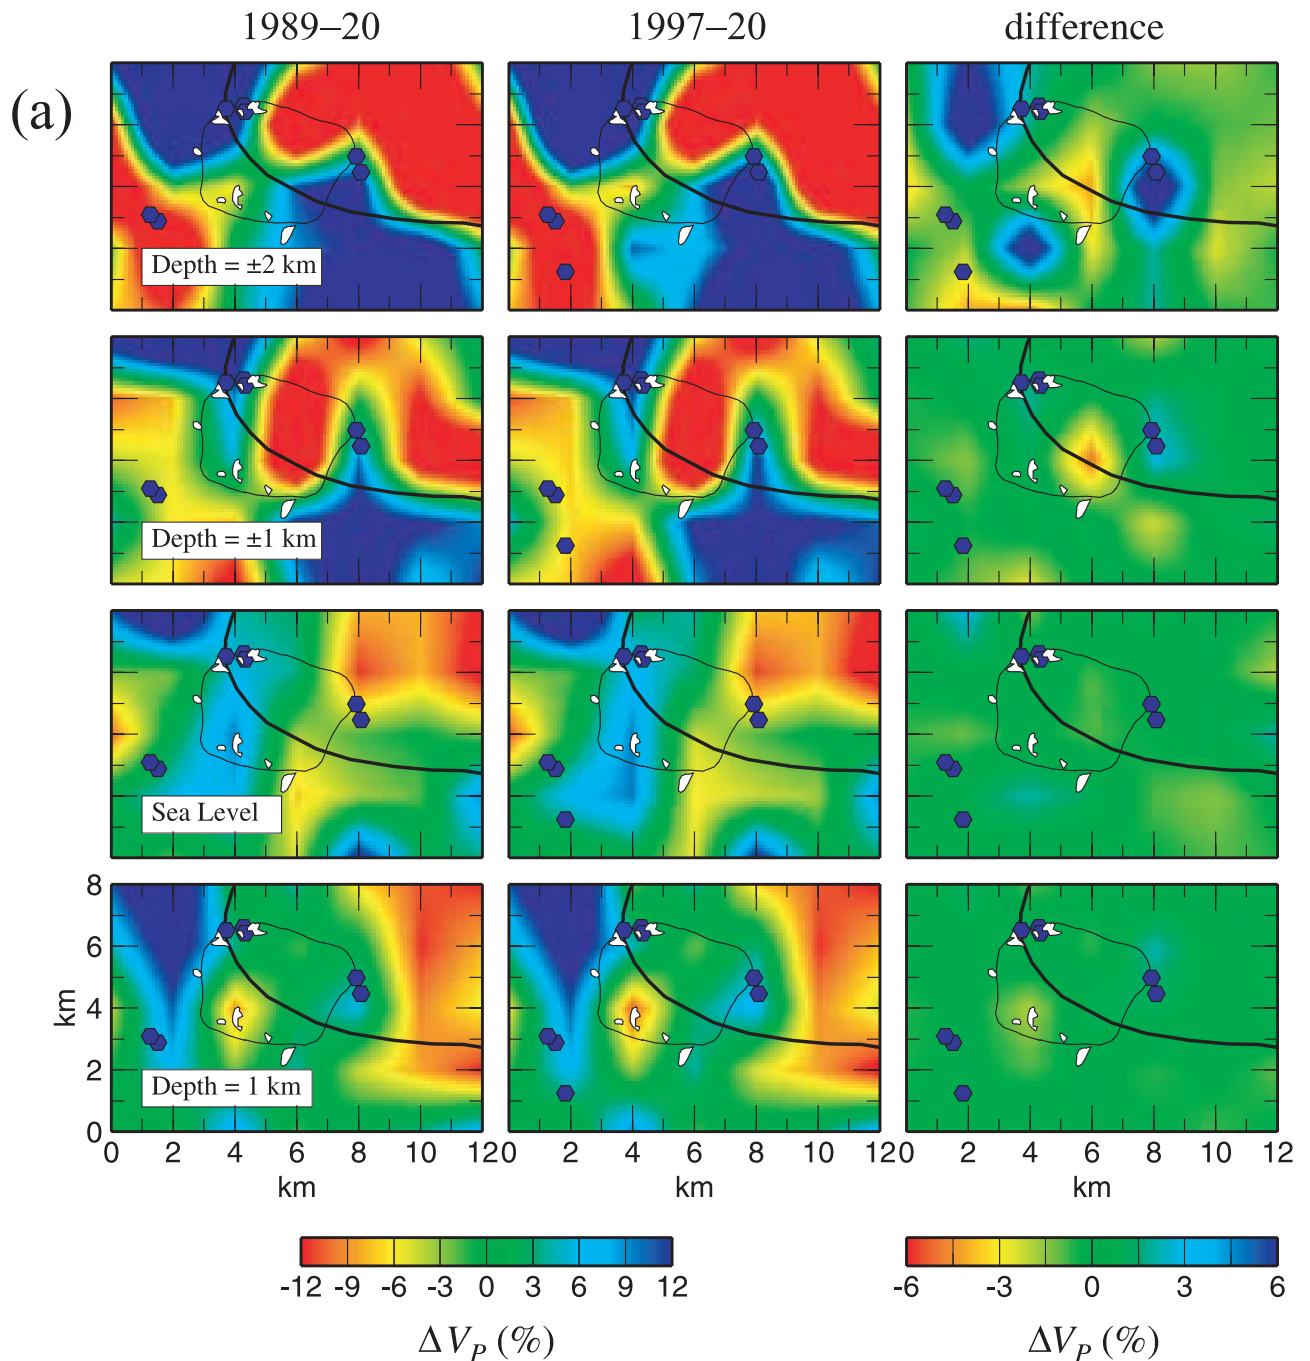 1989–20 1997–20 difference
(a)
Depth = ±2 km
Depth = ±1 km
Sea Level
8
6
4
2
0
km
Depth = 1 km
0 2 4 6 8 10 12 0 2 4 6 8 10 12 0 2 4 6 8 10 12
km km km
-12 -9 -6 -3 0 3 6 9 12 -6 -3 0 3 6
ΔV_P (%) ΔV_P (%)